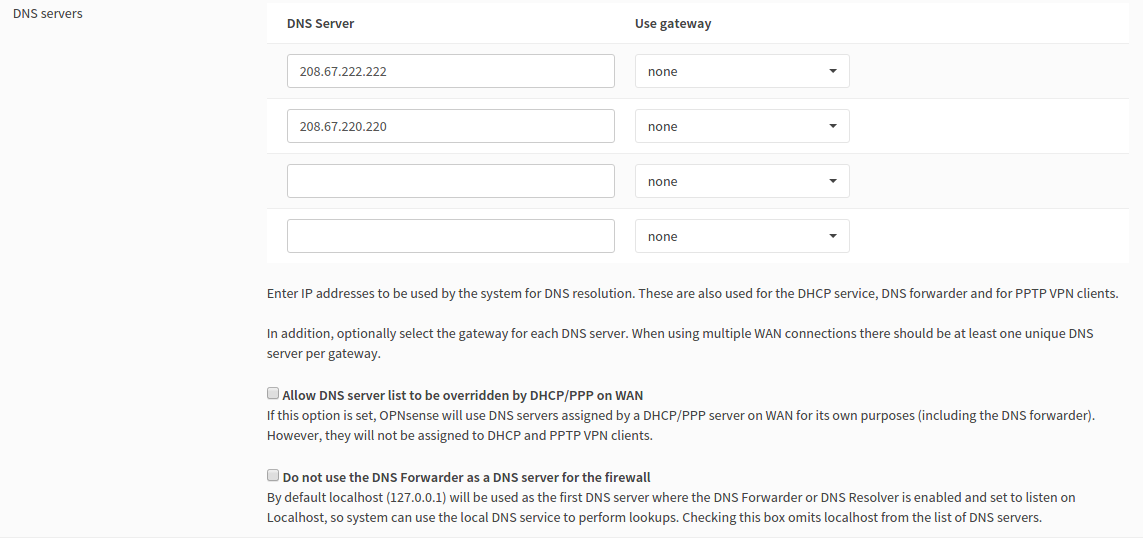 DNS servers
DNS Server Use gateway
208.67.222.222 none
208.67.220.220 none
none
none
Enter IP addresses to be used by the system for DNS resolution. These are also used for the DHCP service, DNS forwarder and for PPTP VPN clients.
In addition, optionally select the gateway for each DNS server. When using multiple WAN connections there should be at least one unique DNS
server per gateway.
Allow DNS server list to be overridden by DHCP/PPP on WAN
If this option is set, OPNsense will use DNS servers assigned by a DHCP/PPP server on WAN for its own purposes (including the DNS forwarder).
However, they will not be assigned to DHCP and PPTP VPN clients.
Do not use the DNS Forwarder as a DNS server for the firewall
By default localhost (127.0.0.1) will be used as the first DNS server where the DNS Forwarder or DNS Resolver is enabled and set to listen on
Localhost, so system can use the local DNS service to perform lookups. Checking this box omits localhost from the list of DNS servers.